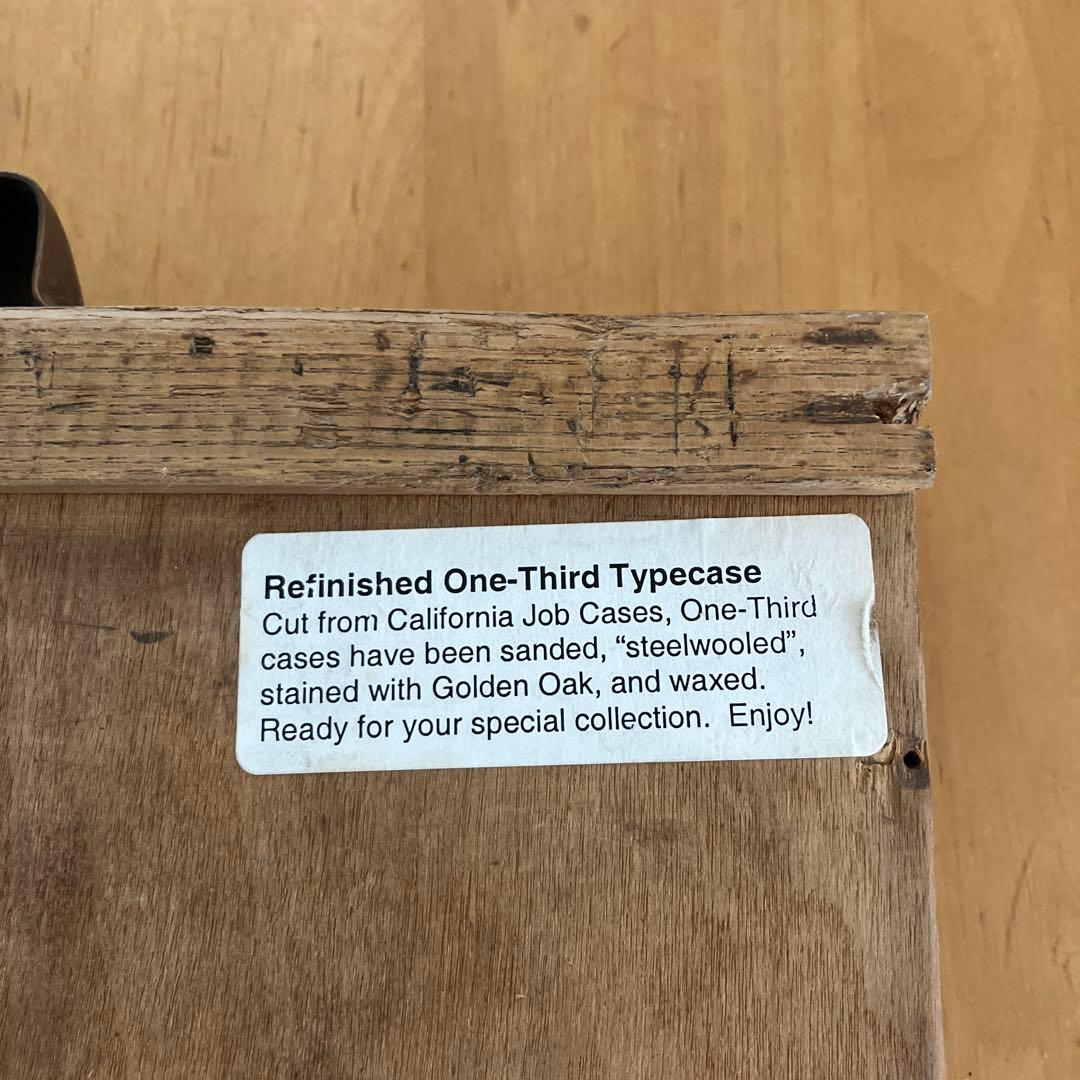 Refinished One-Third Typecase
Cut from California Job Cases, One-Third
cases have been sanded, “steelwooled”,
stained with Golden Oak, and waxed.
Ready for your special collection.  Enjoy!